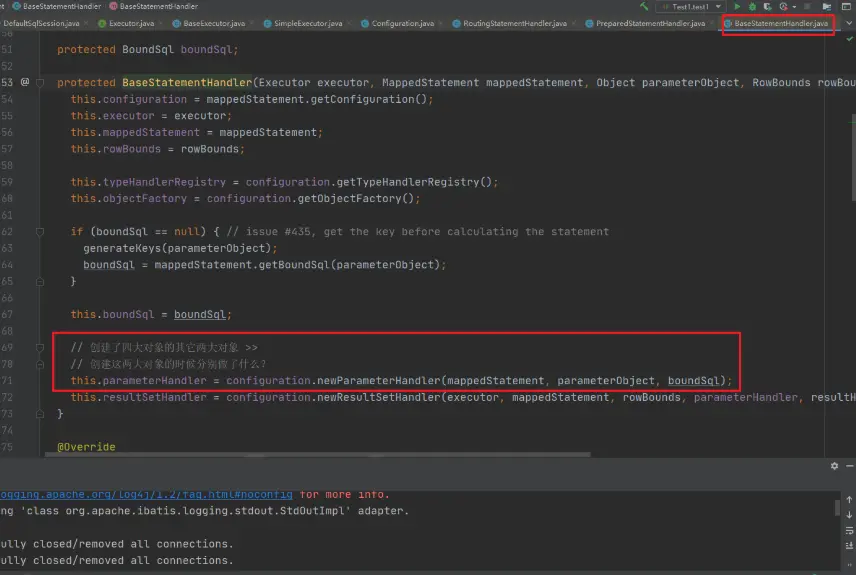 BaseStatementHandler BaseStatementHandler
Test1.test1
DefaultSqlSession.java Executor.java BaseExecutor.java SimpleExecutor.java Configuration.java RoutingStatementHandler.java PreparedStatementHandler.java BaseStatementHandler.java
50
51 protected BoundSql boundSql;
52
53 @ protected BaseStatementHandler(Executor executor, MappedStatement mappedStatement, Object parameterObject, RowBounds rowBou
54 this.configuration = mappedStatement.getConfiguration();
55 this.executor = executor;
56 this.mappedStatement = mappedStatement;
57 this.rowBounds = rowBounds;
58
59 this.typeHandlerRegistry = configuration.getTypeHandlerRegistry();
60 this.objectFactory = configuration.getObjectFactory();
61
62 if (boundSql == null) { // issue #435, get the key before calculating the statement
63 generateKeys(parameterObject);
64 boundSql = mappedStatement.getBoundSql(parameterObject);
65 }
66
67 this.boundSql = boundSql;
68
69 // 创建了四大对象的其它两大对象 >>
70 // 创建这两大对象的时候分别做了什么?
71 this.parameterHandler = configuration.newParameterHandler(mappedStatement, parameterObject, boundSql);
72 this.resultSetHandler = configuration.newResultSetHandler(executor, mappedStatement, rowBounds, parameterHandler, resultH
73 }
74
75 @Override
ogging.apache.org/log4j/1.2/faq.html#noconfig for more info.
ng 'class org.apache.ibatis.logging.stdout.StdOutImpl' adapter.
ully closed/removed all connections.
ully closed/removed all connections.